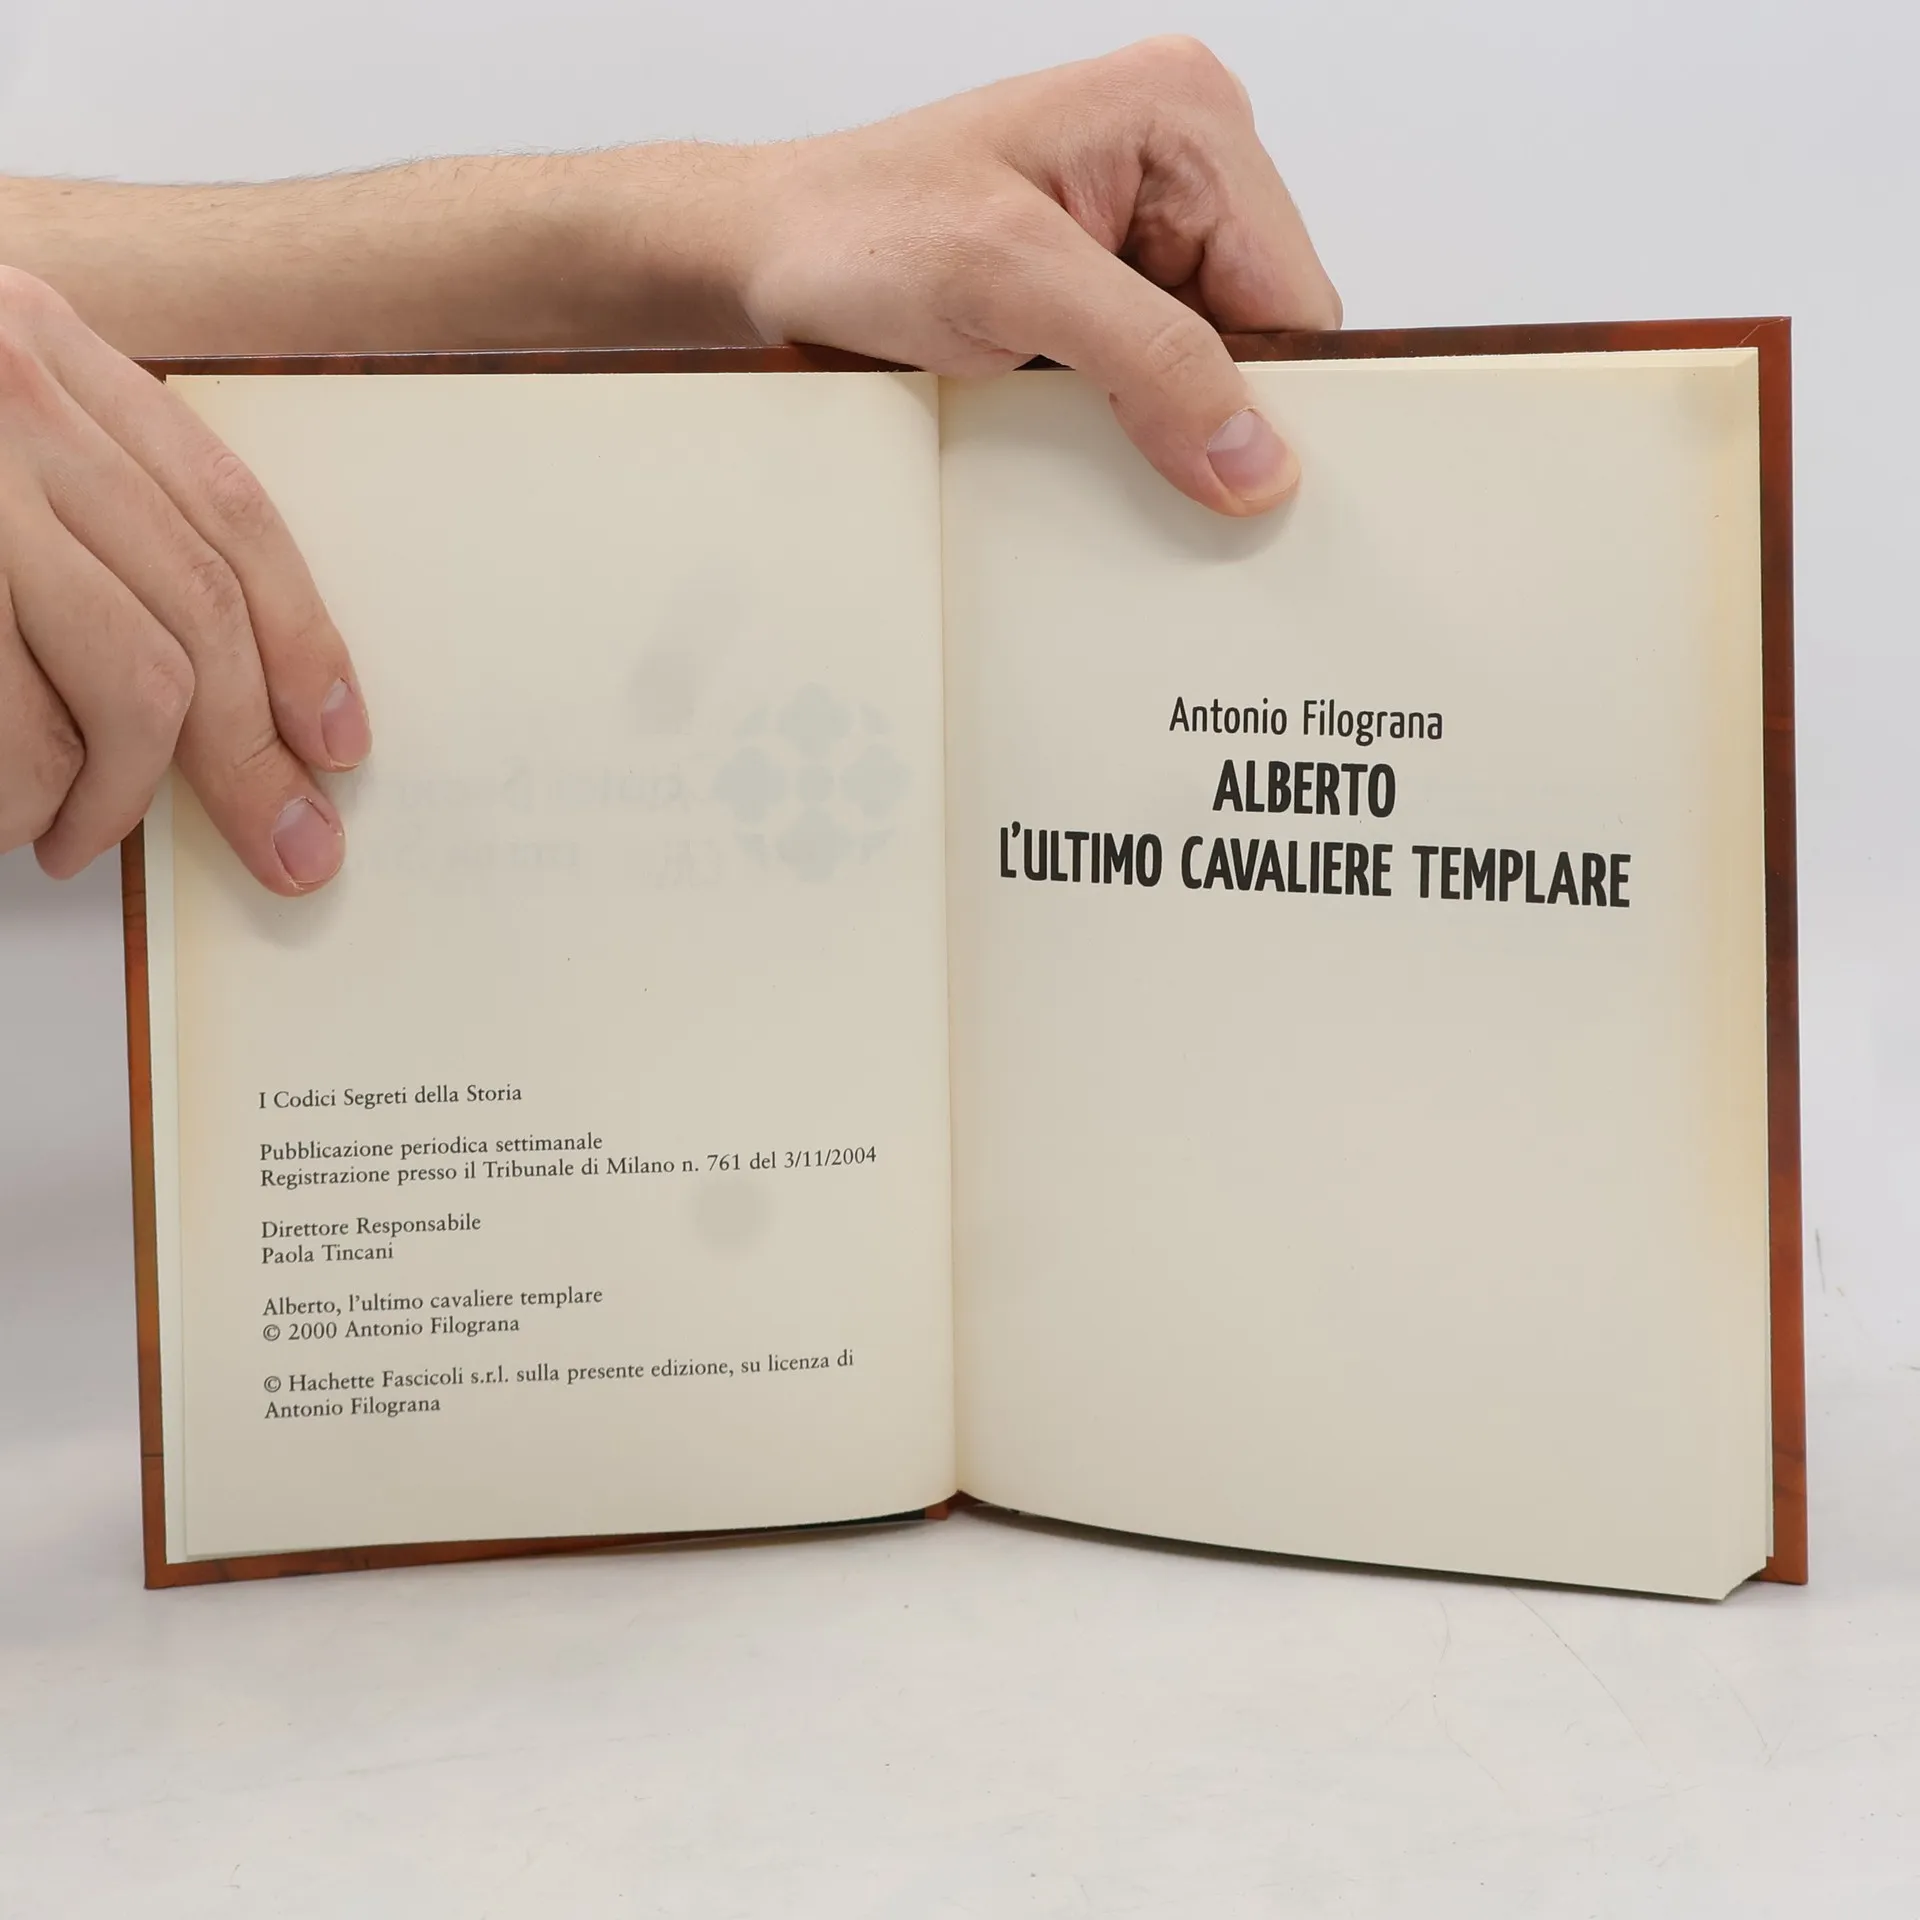 I Codici Segreti della Storia
Pubblicazione periodica settimanale
Registrazione presso il Tribunale di Milano n. 761 del 3/11/2004
Direttore Responsabile
Paola Tincani
Alberto, l'ultimo cavaliere templare
© 2000 Antonio Filograna
© Hachette Fascicoli s.r.l. sulla presente edizione, su licenza di
Antonio Filograna
Antonio Filograna
ALBERTO
L'ULTIMO CAVALIERE TEMPLARE